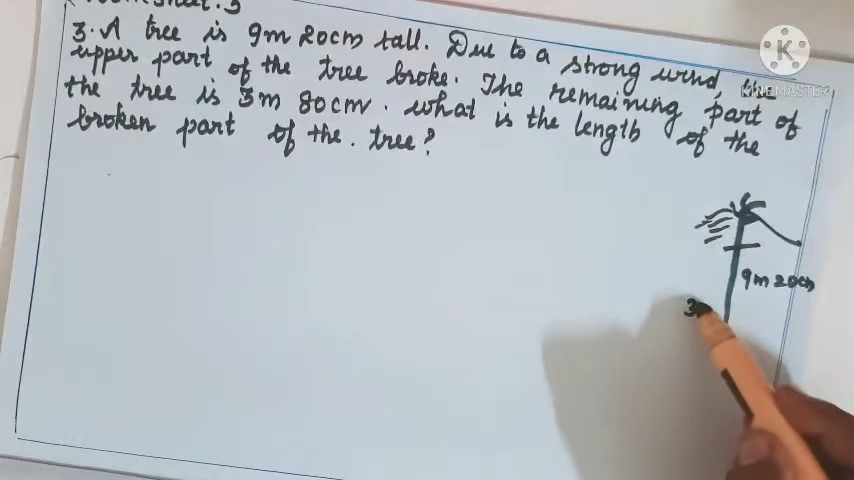 3. A tree is 9m 20cm tall. Due to a strong wind, the
upper part of the tree broke. The remaining part of
the tree is 3m 80cm. what is the length of the
broken part of the. tree?
9m 20cm
3
KINEMASTER